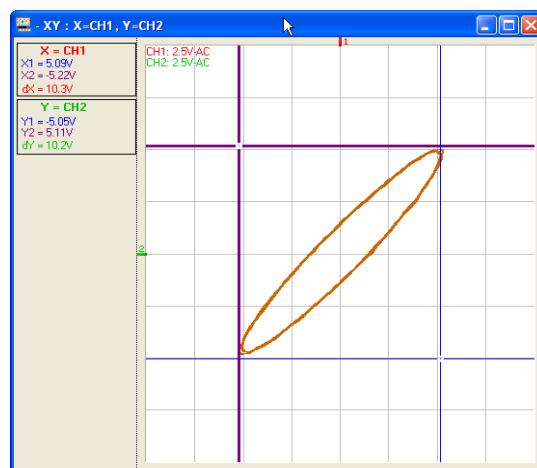 - XY : X=CH1 , Y=CH2
X = CH1
X1 = 5.09V
X2 = -5.22V
dX = 10.3V
Y = CH2
Y1 = -5.05V
Y2 = 5.11V
dY = 10.2V
CH1: 2.5V-AC
CH2: 2.5V-AC
1
2